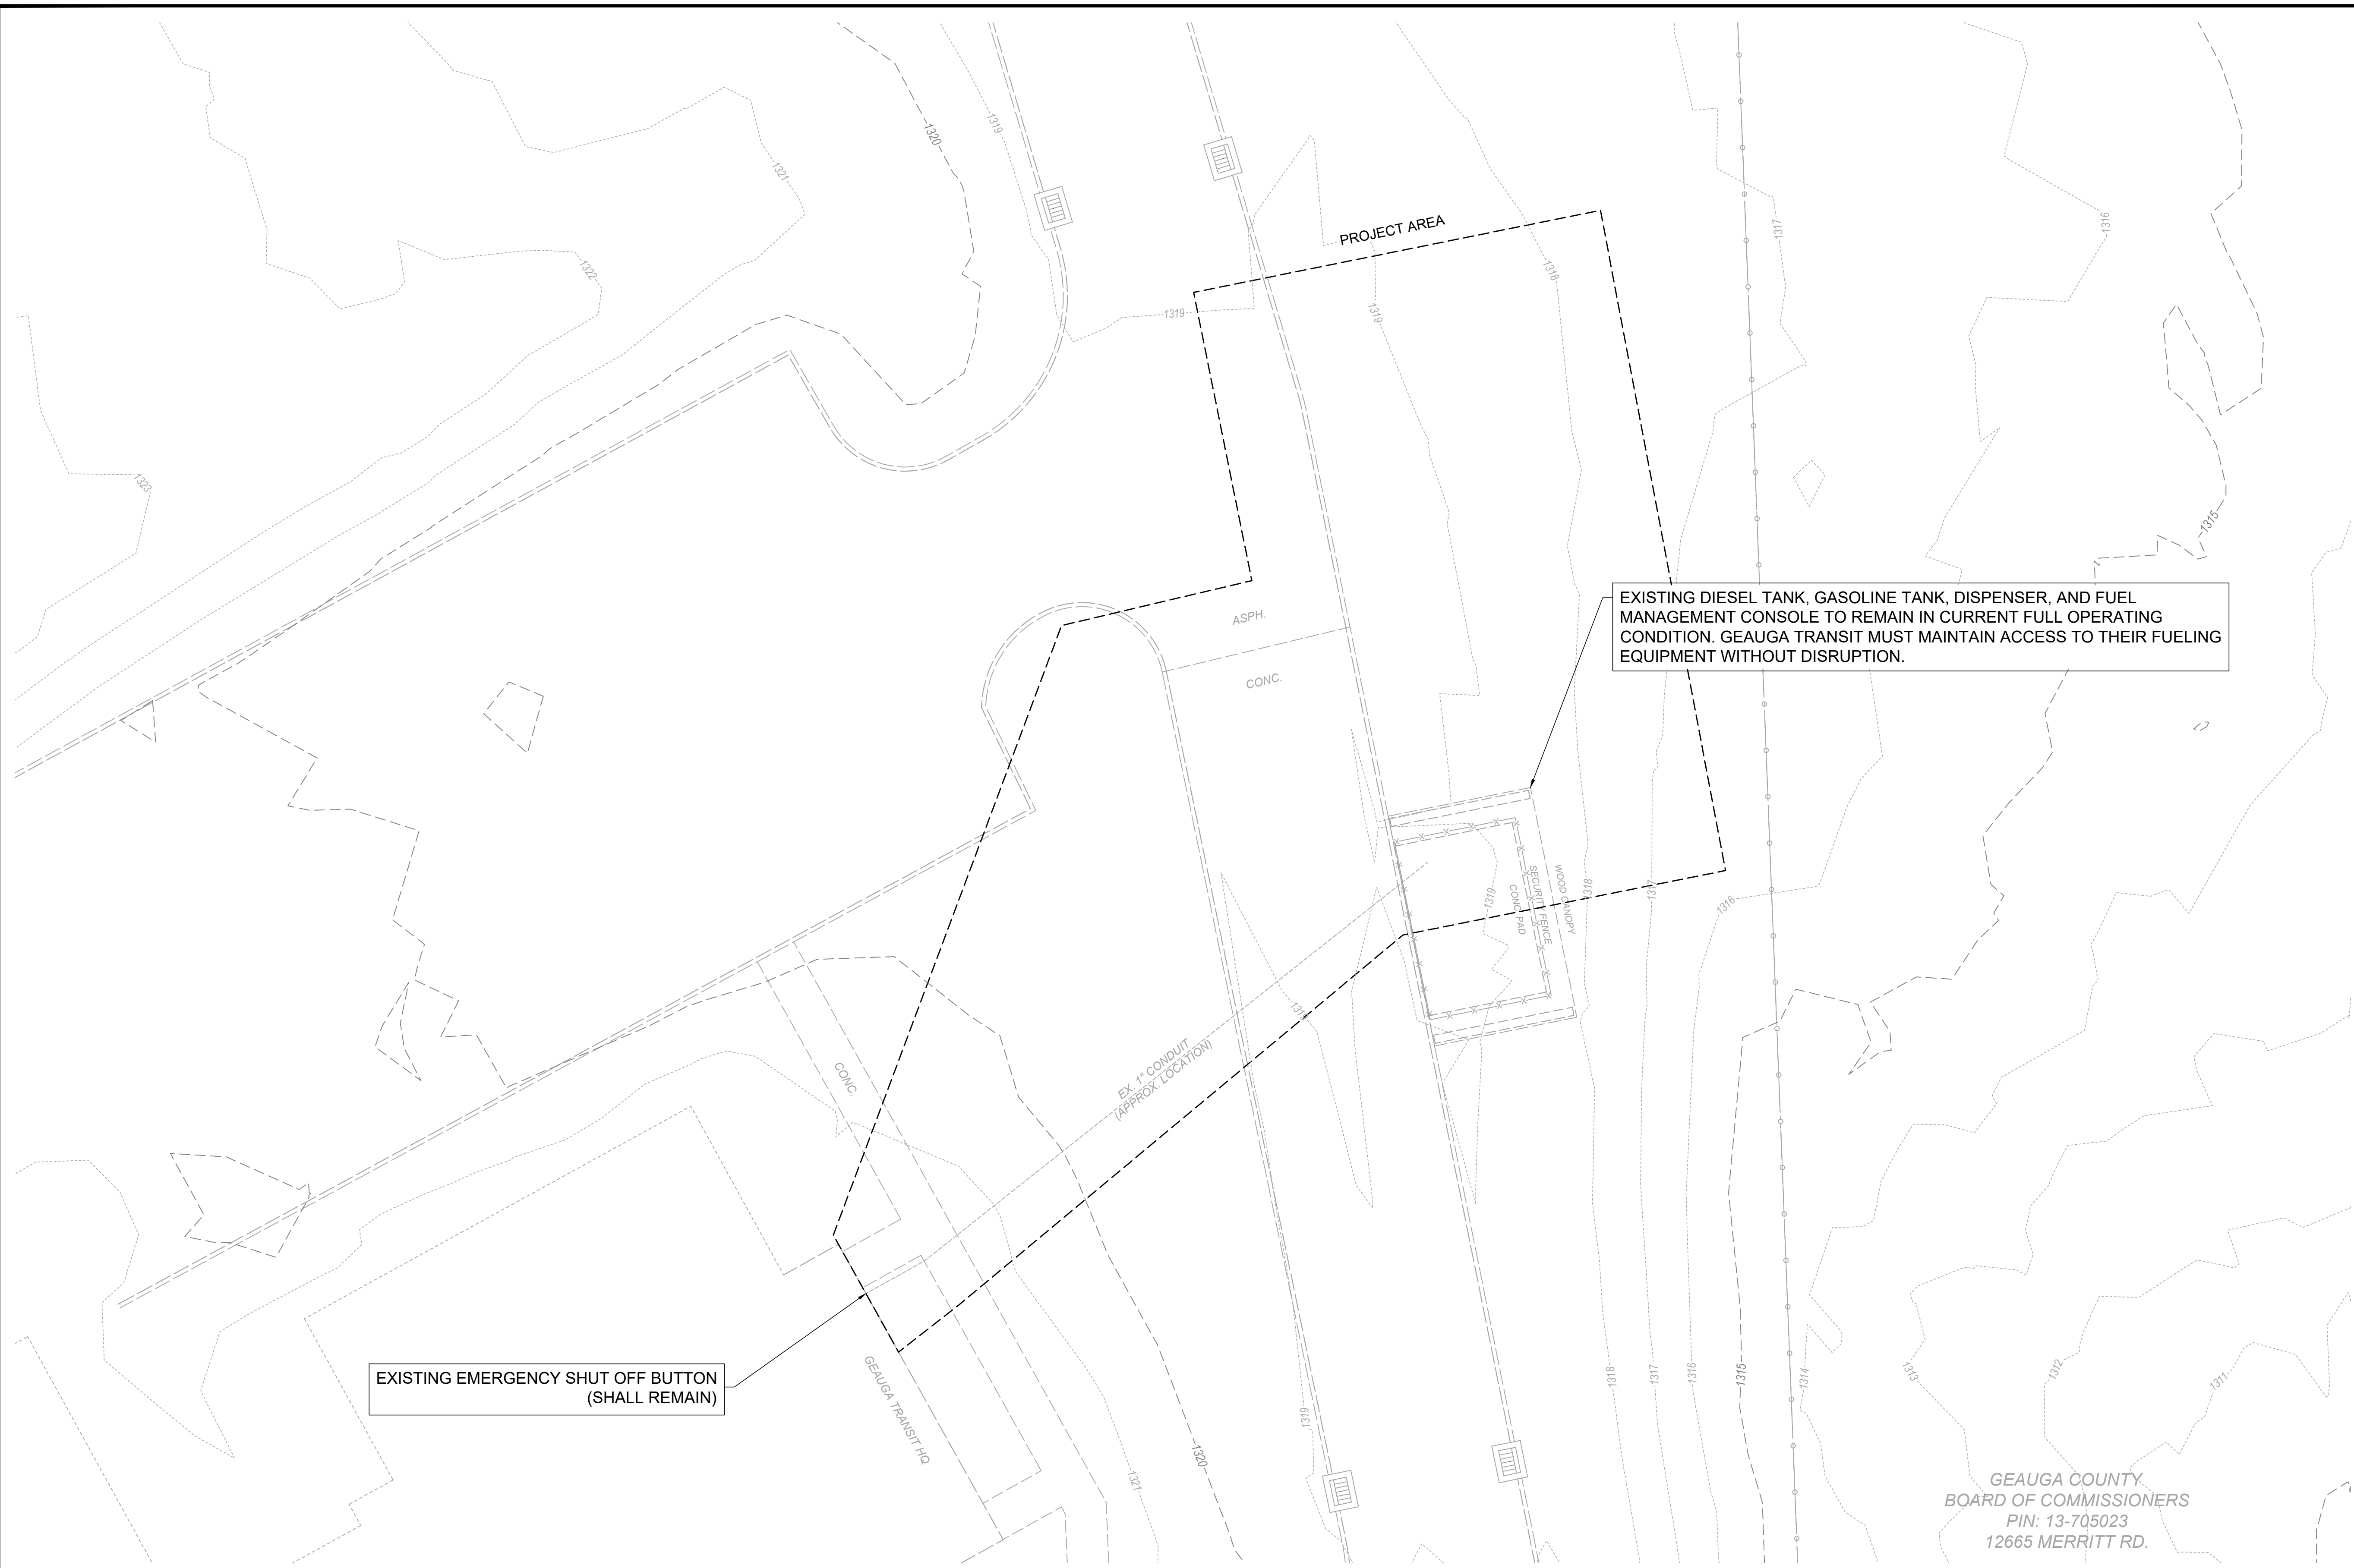 1320
1319
1321
PROJECT AREA
1317
1316
1322
1318
1319
1319
1323
1315
EXISTING DIESEL TANK, GASOLINE TANK, DISPENSER, AND FUEL
MANAGEMENT CONSOLE TO REMAIN IN CURRENT FULL OPERATING
CONDITION. GEAUGA TRANSIT MUST MAINTAIN ACCESS TO THEIR FUELING
EQUIPMENT WITHOUT DISRUPTION.
ASPH.
CONC.
WOOD CANOPY
SECURITY FENCE
CONC. PAD
1319
1318
1317
1316
1319
EX. 1" CONDUIT
(APPROX. LOCATION)
CONC.
EXISTING EMERGENCY SHUT OFF BUTTON
(SHALL REMAIN)
GEAUGA TRANSIT HQ
1321
1320
1319
1318
1317
1316
1315
1314
1313
1312
1311
GEAUGA COUNTY
BOARD OF COMMISSIONERS
PIN: 13-705023
12665 MERRITT RD.